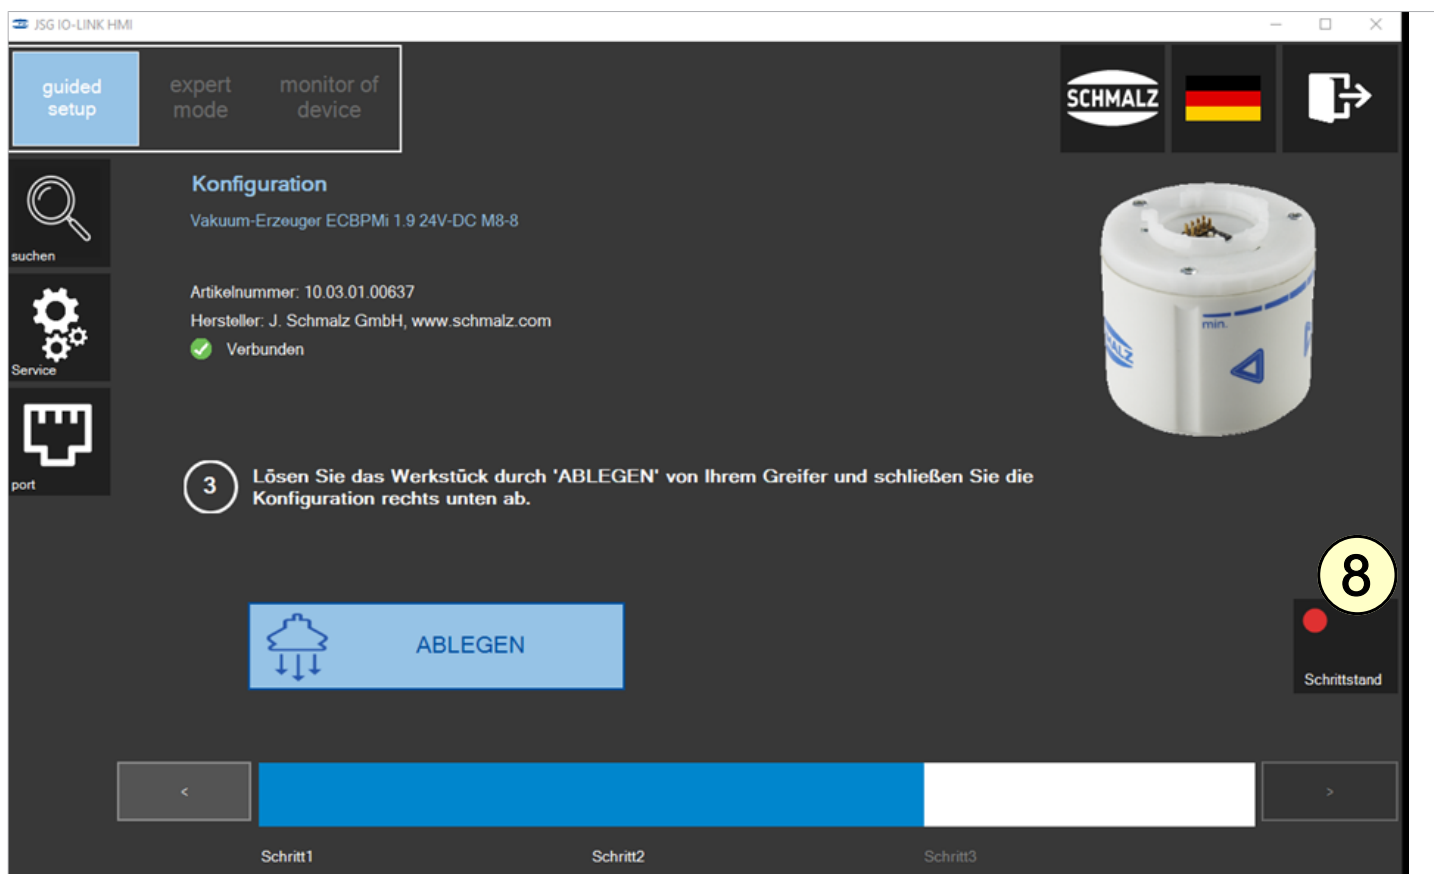 JSG IO-LINK HMI
guided
setup
expert
mode
monitor of
device
SCHMALZ
suchen
Service
port
Konfiguration
Vakuum-Erzeuger ECBPMi 1.9 24V-DC M8-8
Artikelnummer: 10.03.01.00637
Hersteller: J. Schmalz GmbH, www.schmalz.com
Verbunden
min.
3
Lösen Sie das Werkstück durch 'ABLEGEN' von Ihrem Greifer und schließen Sie die
Konfiguration rechts unten ab.
8
ABLEGEN
Schrittstand
<
>
Schritt1
Schritt2
Schritt3